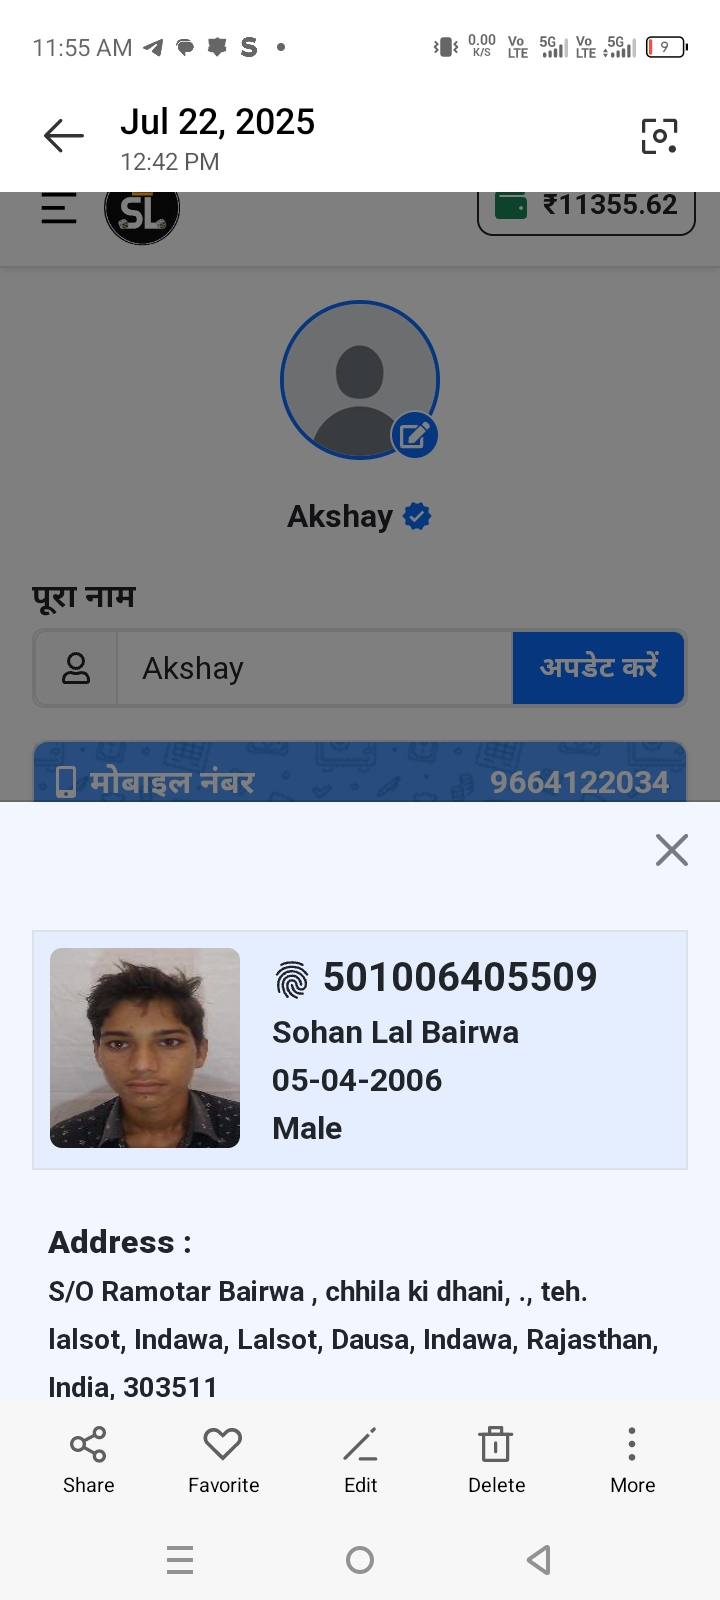 11:55 AM
0.00
K/S
Vo
LTE
5G
Vo
LTE
5G
9
Jul 22, 2025
12:42 PM
SL
₹11355.62
Akshay
पूरा नाम
Akshay
अपडेट करें
मोबाइल नंबर 9664122034
501006405509
Sohan Lal Bairwa
05-04-2006
Male
Address :
S/O Ramotar Bairwa , chhila ki dhani, ., teh.
lalsot, Indawa, Lalsot, Dausa, Indawa, Rajasthan,
India, 303511
Share Favorite Edit Delete More